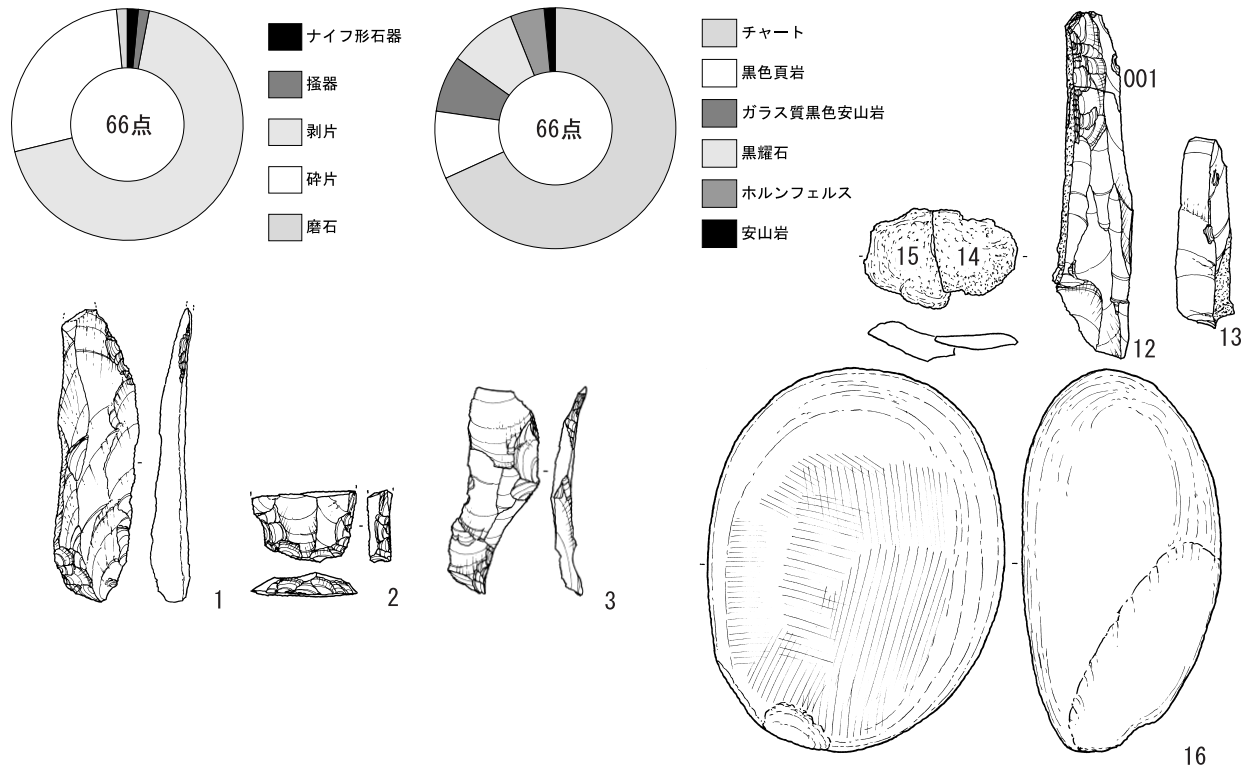 66点
ナイフ形石器
掻器
剥片
砕片
磨石
66点
チャート
黒色頁岩
ガラス質黒色安山岩
黒耀石
ホルンフェルス
安山岩
001
12
13
15
14
1
2
3
16